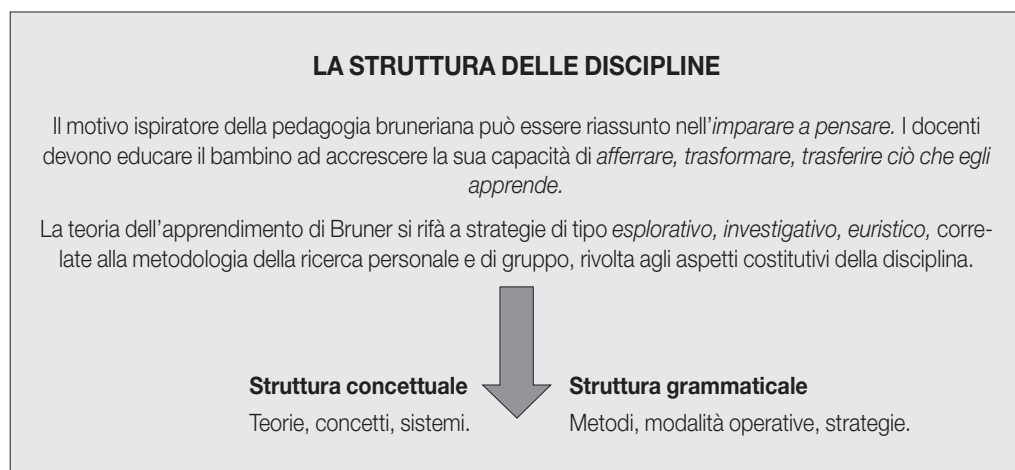 LA STRUTTURA DELLE DISCIPLINE
Il motivo ispiratore della pedagogia bruneriana può essere riassunto nell'imparare a pensare. I docenti
devono educare il bambino ad accrescere la sua capacità di afferrare, trasformare, trasferire ciò che egli
apprende.
La teoria dell'apprendimento di Bruner si rifà a strategie di tipo esplorativo, investigativo, euristico, corre-
late alla metodologia della ricerca personale e di gruppo, rivolta agli aspetti costitutivi della disciplina.
Struttura concettuale
Teorie, concetti, sistemi.
Struttura grammaticale
Metodi, modalità operative, strategie.